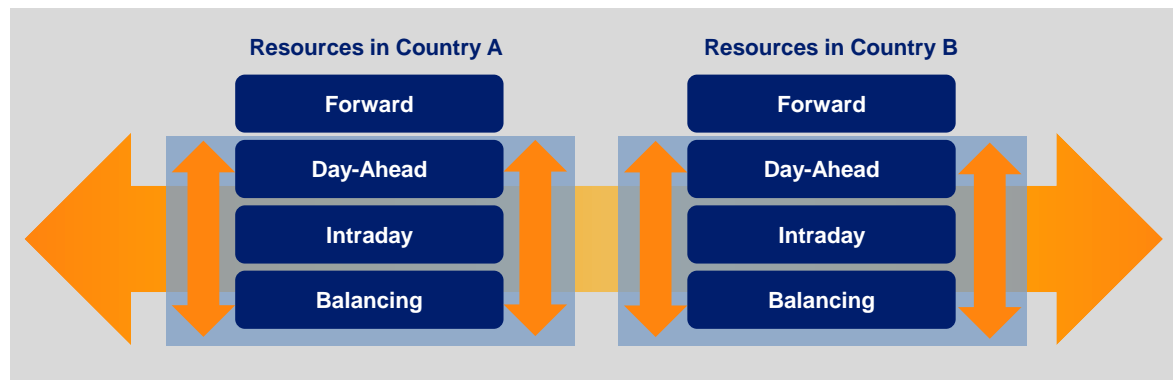 Resources in Country A
Forward
Day-Ahead
Intraday
Balancing
Resources in Country B
Forward
Day-Ahead
Intraday
Balancing